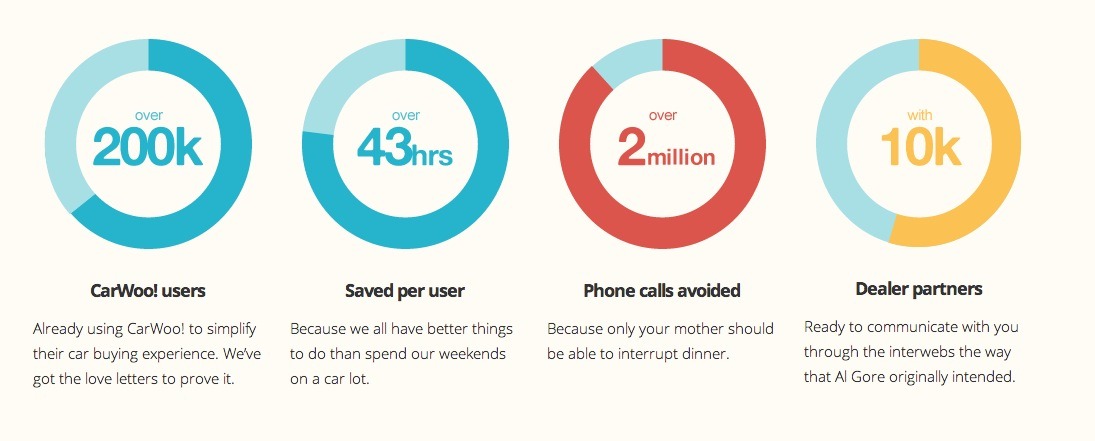 over
200k
CarWoo! users
Already using CarWoo! to simplify
their car buying experience. We've
got the love letters to prove it.
over
43hrs
Saved per user
Because we all have better things
to do than spend our weekends
on a car lot.
over
2million
Phone calls avoided
Because only your mother should
be able to interrupt dinner.
with
10k
Dealer partners
Ready to communicate with you
through the interwebs the way
that Al Gore originally intended.